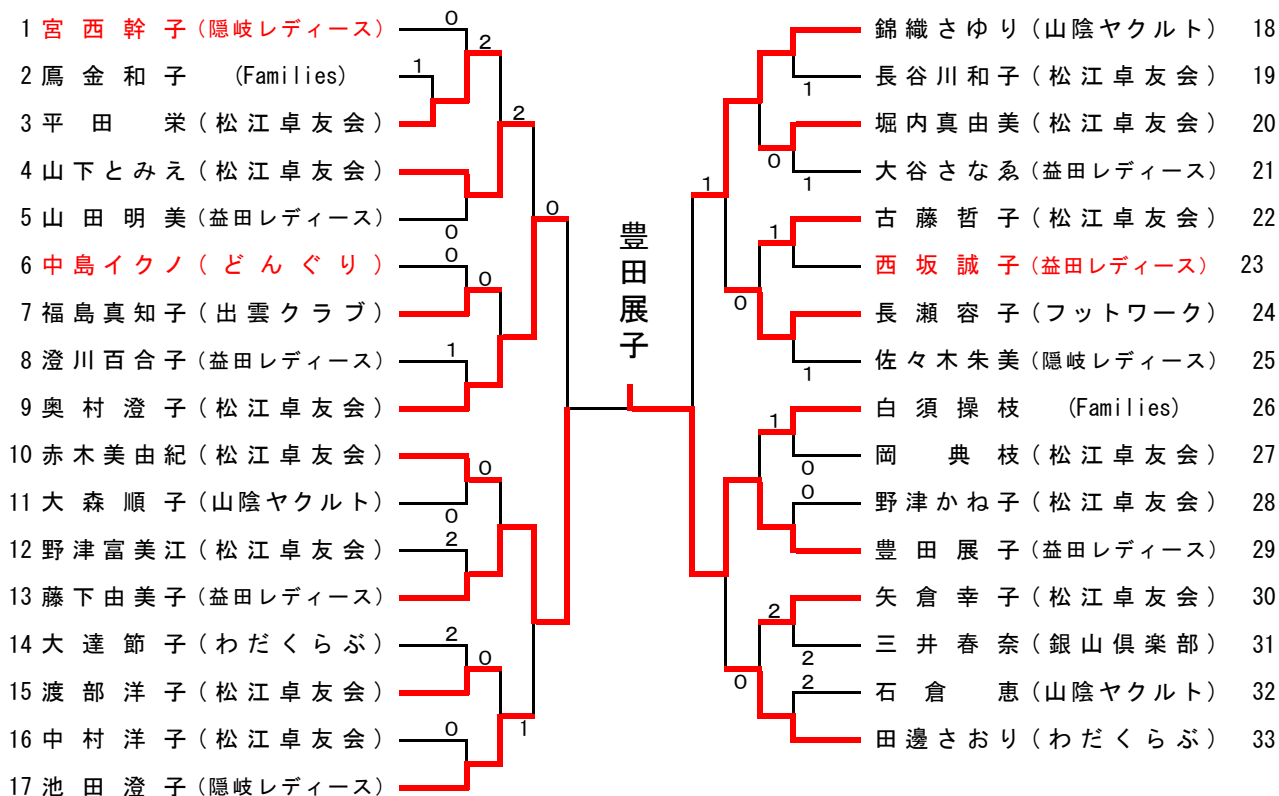 1 宮西幹子 (隠岐レディース)
2 鳫金和子 (Families)
3 平田栄 (松江卓友会)
4 山下とみえ (松江卓友会)
5 山田明美 (益田レディース)
6 中島イクノ (どんぐり)
7 福島真知子 (出雲クラブ)
8 澄川百合子 (益田レディース)
9 奥村澄子 (松江卓友会)
10 赤木美由紀 (松江卓友会)
11 大森順子 (山陰ヤクルト)
12 野津富美江 (松江卓友会)
13 藤下由美子 (益田レディース)
14 大達節子 (わだくらぶ)
15 渡部洋子 (松江卓友会)
16 中村洋子 (松江卓友会)
17 池田澄子 (隠岐レディース)
0
1
0
0
1
0
2
2
0
2
0
0
0
2
1
0
豊田展子
1
0
0
1
1
2
0
1
1
1
0
0
2
2
錦織さゆり (山陰ヤクルト) 18
長谷川和子 (松江卓友会) 19
堀内真由美 (松江卓友会) 20
大谷さなゑ (益田レディース) 21
古藤哲子 (松江卓友会) 22
西坂誠子 (益田レディース) 23
長瀬容子 (フットワーク) 24
佐々木朱美 (隠岐レディース) 25
白須操枝 (Families) 26
岡典枝 (松江卓友会) 27
野津かね子 (松江卓友会) 28
豊田展子 (益田レディース) 29
矢倉幸子 (松江卓友会) 30
三井春奈 (銀山倶楽部) 31
石倉恵 (山陰ヤクルト) 32
田邊さおり (わだくらぶ) 33